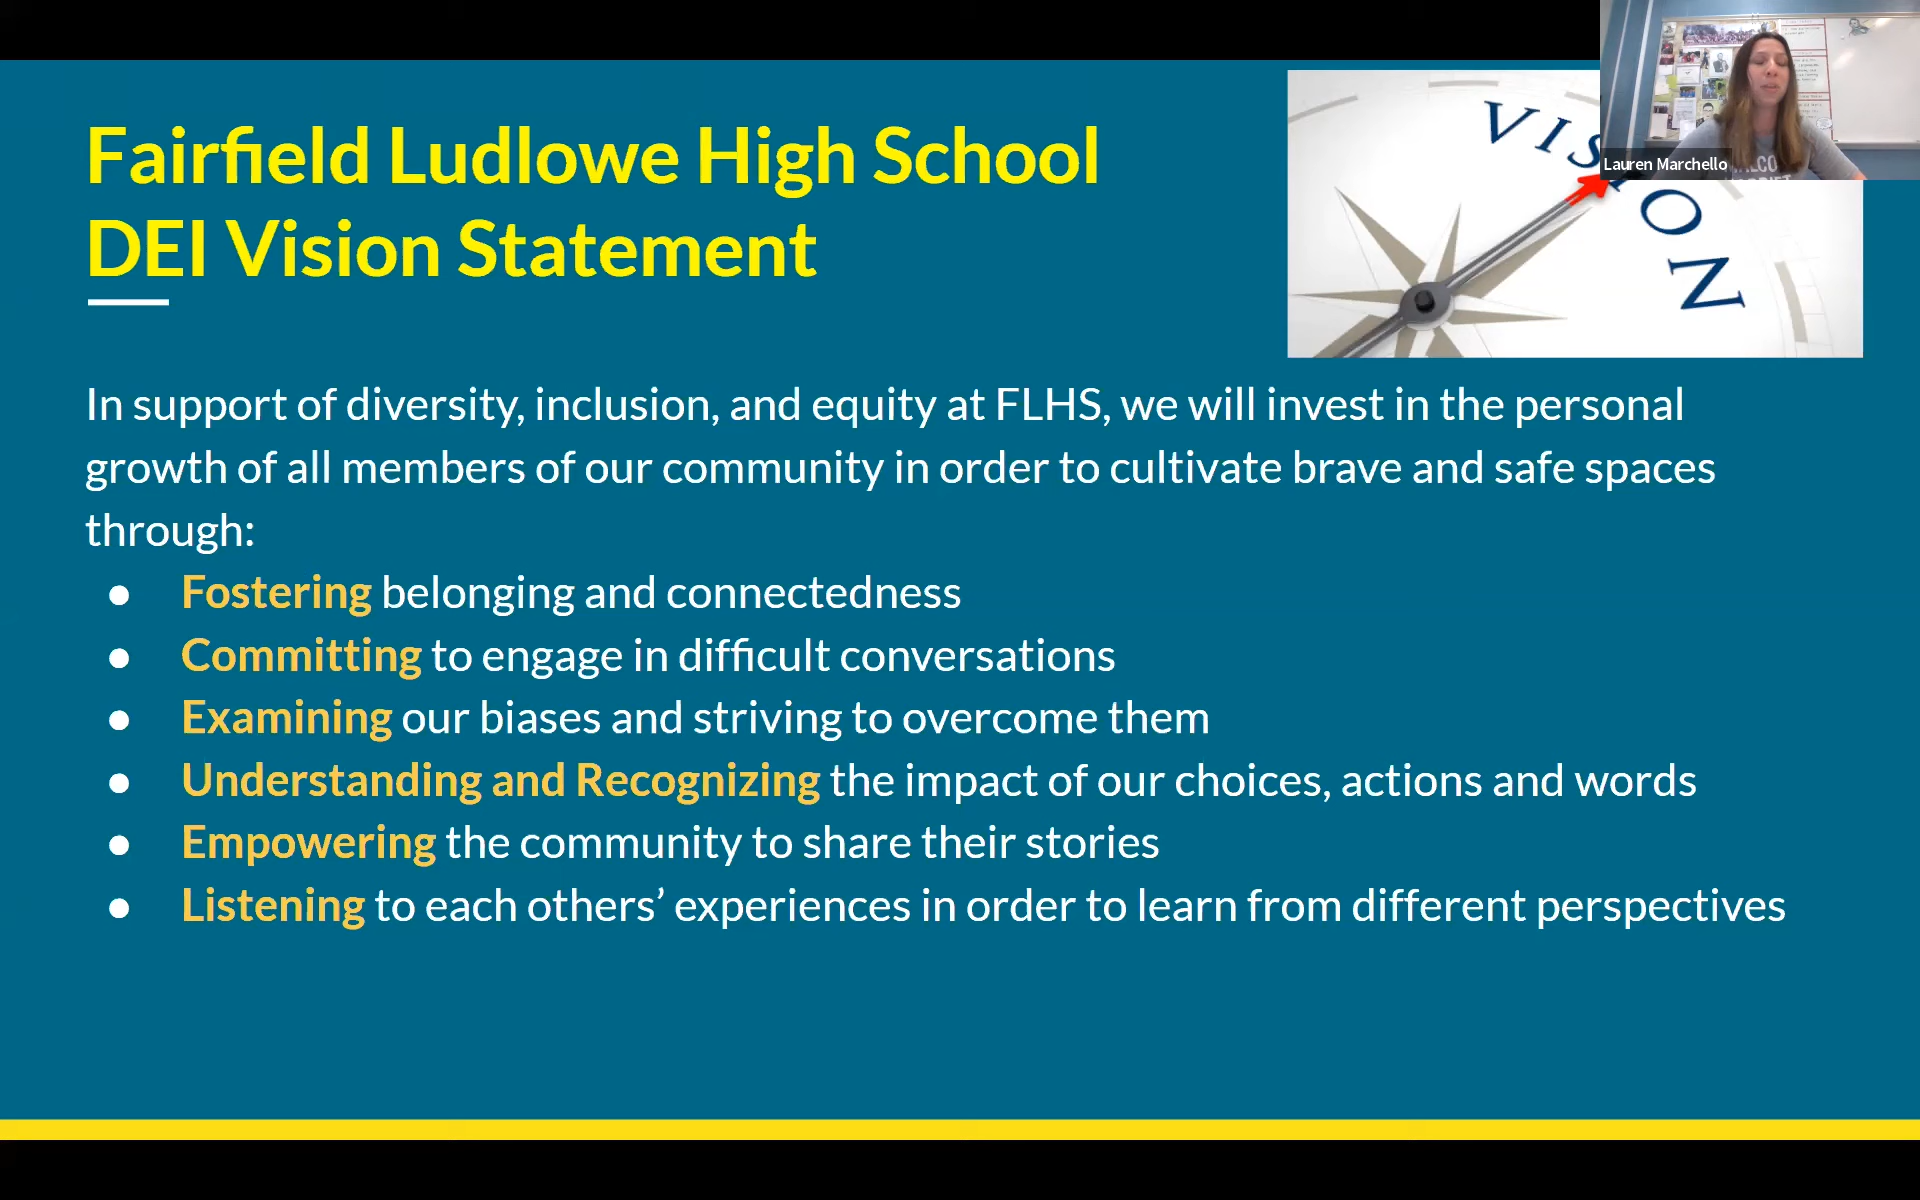 Fairfield Ludlowe High School
DEI Vision Statement
VISION
Lauren Marchello
In support of diversity, inclusion, and equity at FLHS, we will invest in the personal
growth of all members of our community in order to cultivate brave and safe spaces
through:
● Fostering belonging and connectedness
● Committing to engage in difficult conversations
● Examining our biases and striving to overcome them
● Understanding and Recognizing the impact of our choices, actions and words
● Empowering the community to share their stories
● Listening to each others’ experiences in order to learn from different perspectives